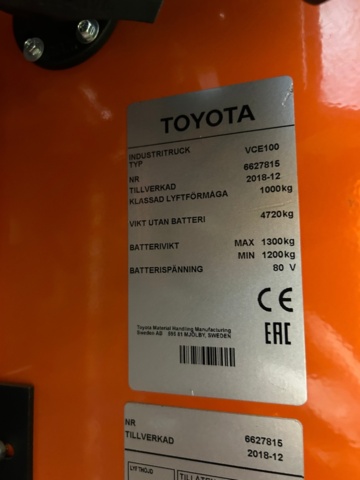 TOYOTA
INDUSTRITRUCK VCE100
TYP
NR 6627815
TILLVERKAD 2018-12
KLASSAD LYFTFÖRMAGA 1000kg
VIKT UTAN BATTERI 4720kg
BATTERIVIKT MAX 1300kg
MIN 1200kg
BATTERISPÄNNING 80 V
CE
EAC
Toyota Material Handling Manufacturing
Sweden AB 595 81 MJÖLBY, SWEDEN
NR 6627815
TILLVERKAD 2018-12